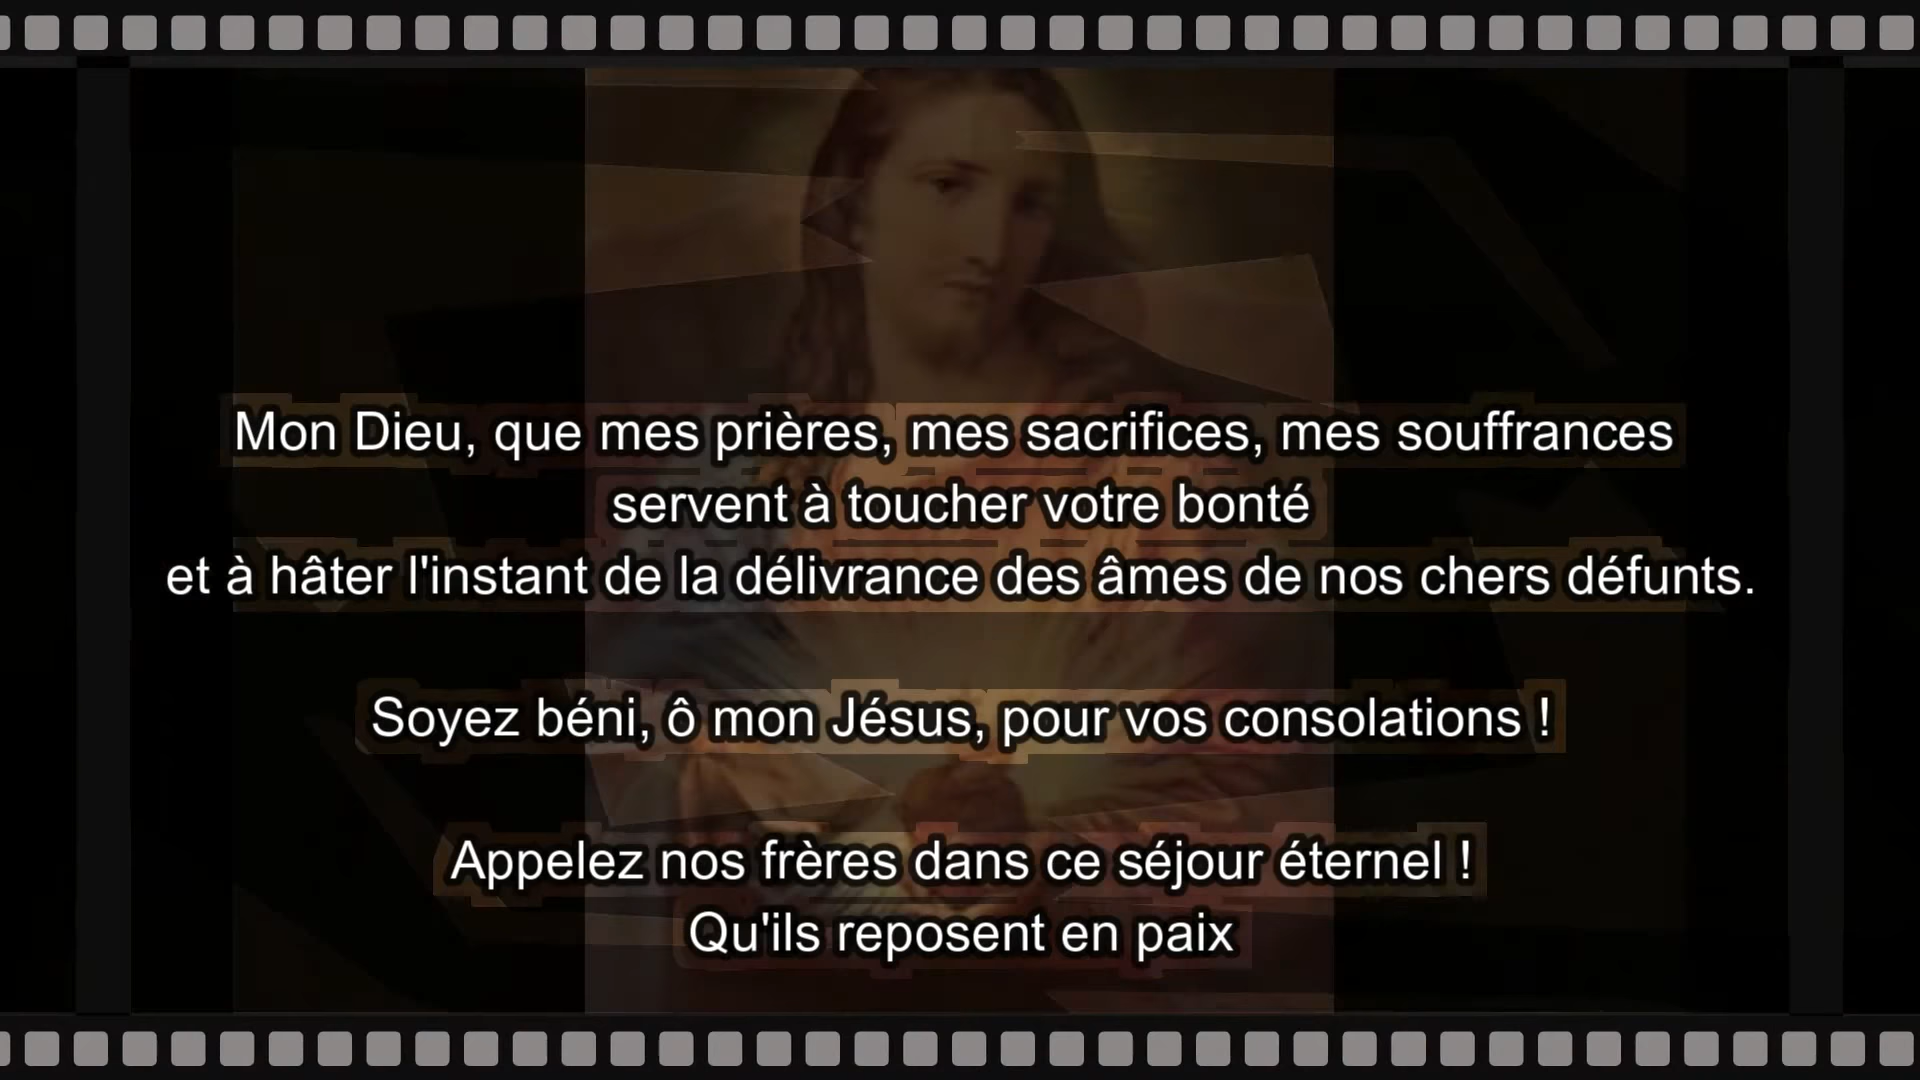 Mon Dieu, que mes prières, mes sacrifices, mes souffrances
servent à toucher votre bonté
et à hâter l'instant de la délivrance des âmes de nos chers défunts.
Soyez béni, ô mon Jésus, pour vos consolations !
Appelez nos frères dans ce séjour éternel !
Qu'ils reposent en paix